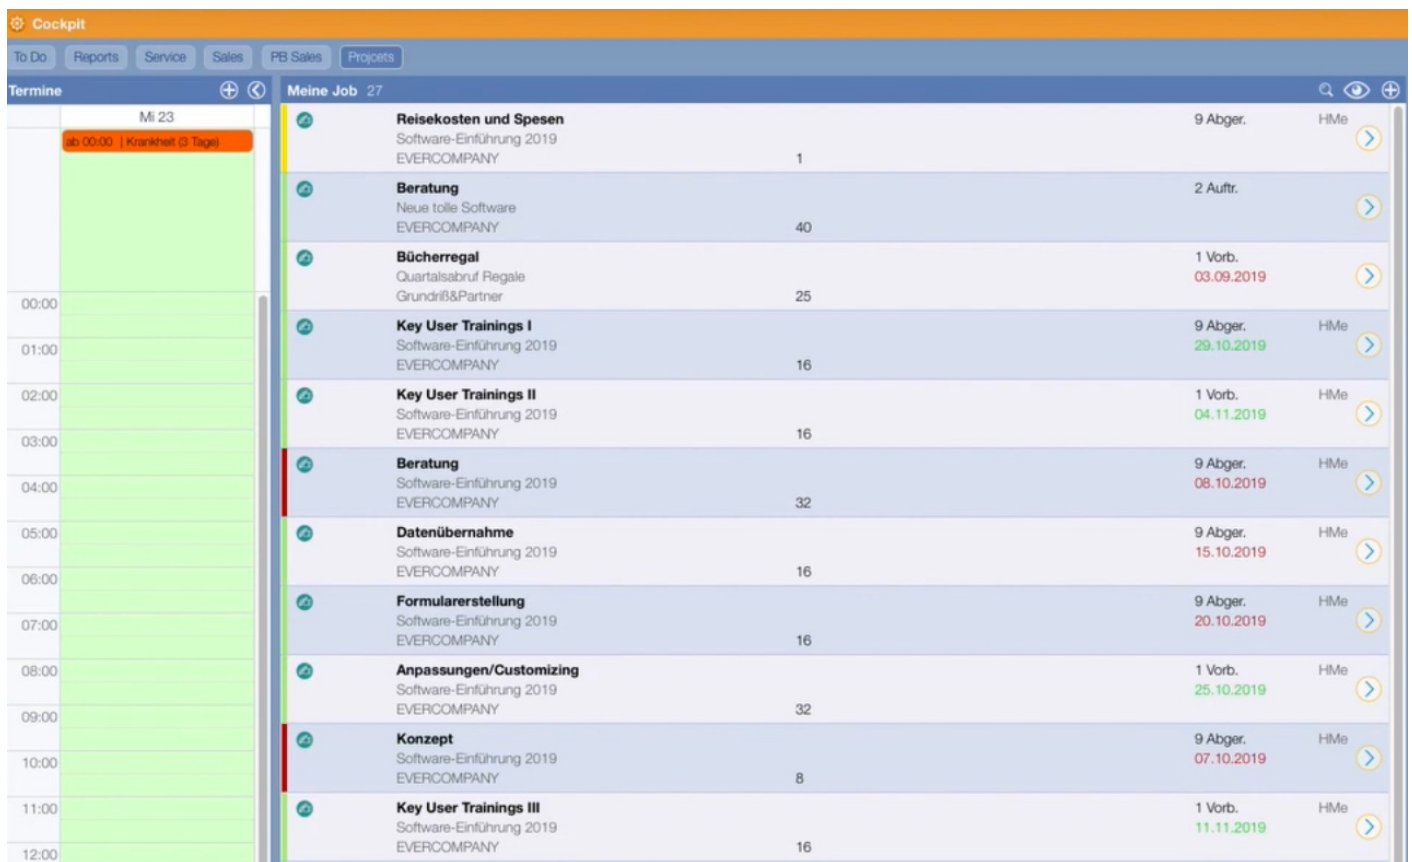 Cockpit
To Do Reports Service Sales PB Sales Projcets
Termine
Mi 23
ab 00:00 | Krankheit (3 Tage)
00:00
01:00
02:00
03:00
04:00
05:00
06:00
07:00
08:00
09:00
10:00
11:00
12:00
Meine Job 27
Reisekosten und Spesen 9 Abger. HMe
Software-Einführung 2019
EVERCOMPANY 1
Beratung 2 Auftr.
Neue tolle Software
EVERCOMPANY 40
Bücherregal 1 Vorb.
Quartalsabruf Regale 03.09.2019
Grundriß&Partner 25
Key User Trainings I 9 Abger. HMe
Software-Einführung 2019 29.10.2019
EVERCOMPANY 16
Key User Trainings II 1 Vorb. HMe
Software-Einführung 2019 04.11.2019
EVERCOMPANY 16
Beratung 9 Abger. HMe
Software-Einführung 2019 08.10.2019
EVERCOMPANY 32
Datenübernahme 9 Abger. HMe
Software-Einführung 2019 15.10.2019
EVERCOMPANY 16
Formularerstellung 9 Abger. HMe
Software-Einführung 2019 20.10.2019
EVERCOMPANY 16
Anpassungen/Customizing 1 Vorb. HMe
Software-Einführung 2019 25.10.2019
EVERCOMPANY 32
Konzept 9 Abger. HMe
Software-Einführung 2019 07.10.2019
EVERCOMPANY 8
Key User Trainings III 1 Vorb. HMe
Software-Einführung 2019 11.11.2019
EVERCOMPANY 16